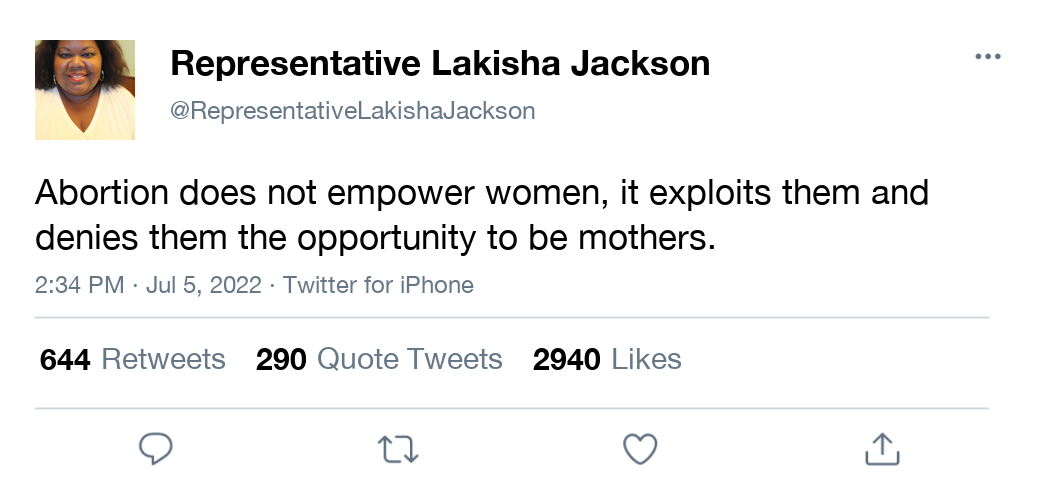 Representative Lakisha Jackson
@RepresentativeLakishaJackson
Abortion does not empower women, it exploits them and
denies them the opportunity to be mothers.
2:34 PM · Jul 5, 2022 · Twitter for iPhone
644 Retweets 290 Quote Tweets 2940 Likes